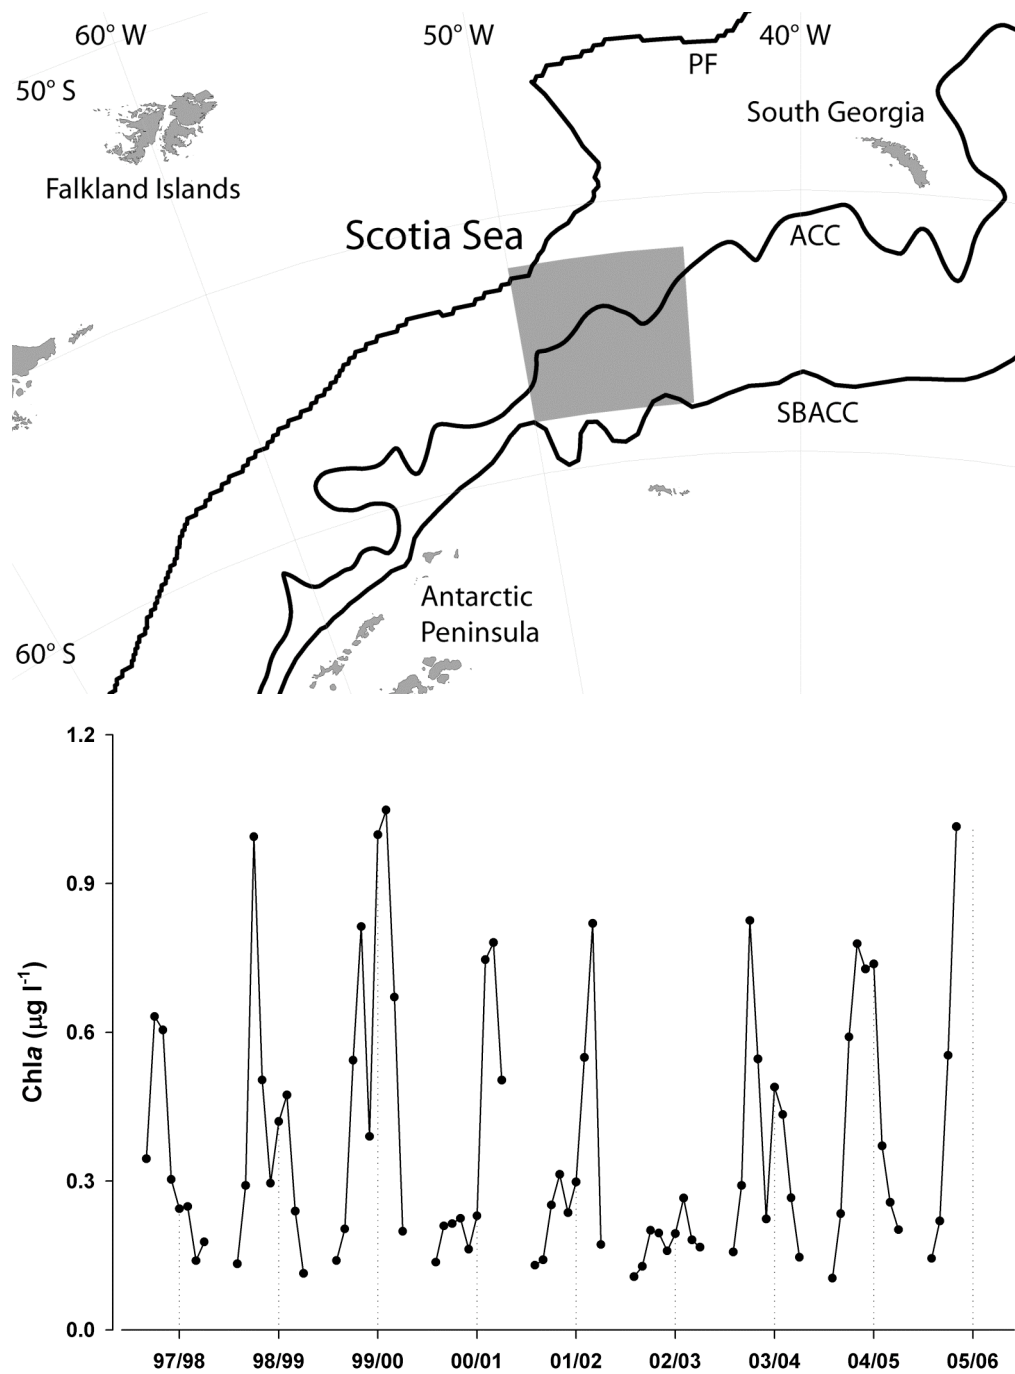 60° W
50° W
40° W
PF
50° S
South Georgia
Falkland Islands
Scotia Sea
ACC
SBACC
Antarctic
Peninsula
60° S
1.2
0.9
0.6
0.3
0.0
Chla (μg l⁻¹)
97/98 98/99 99/00 00/01 01/02 02/03 03/04 04/05 05/06